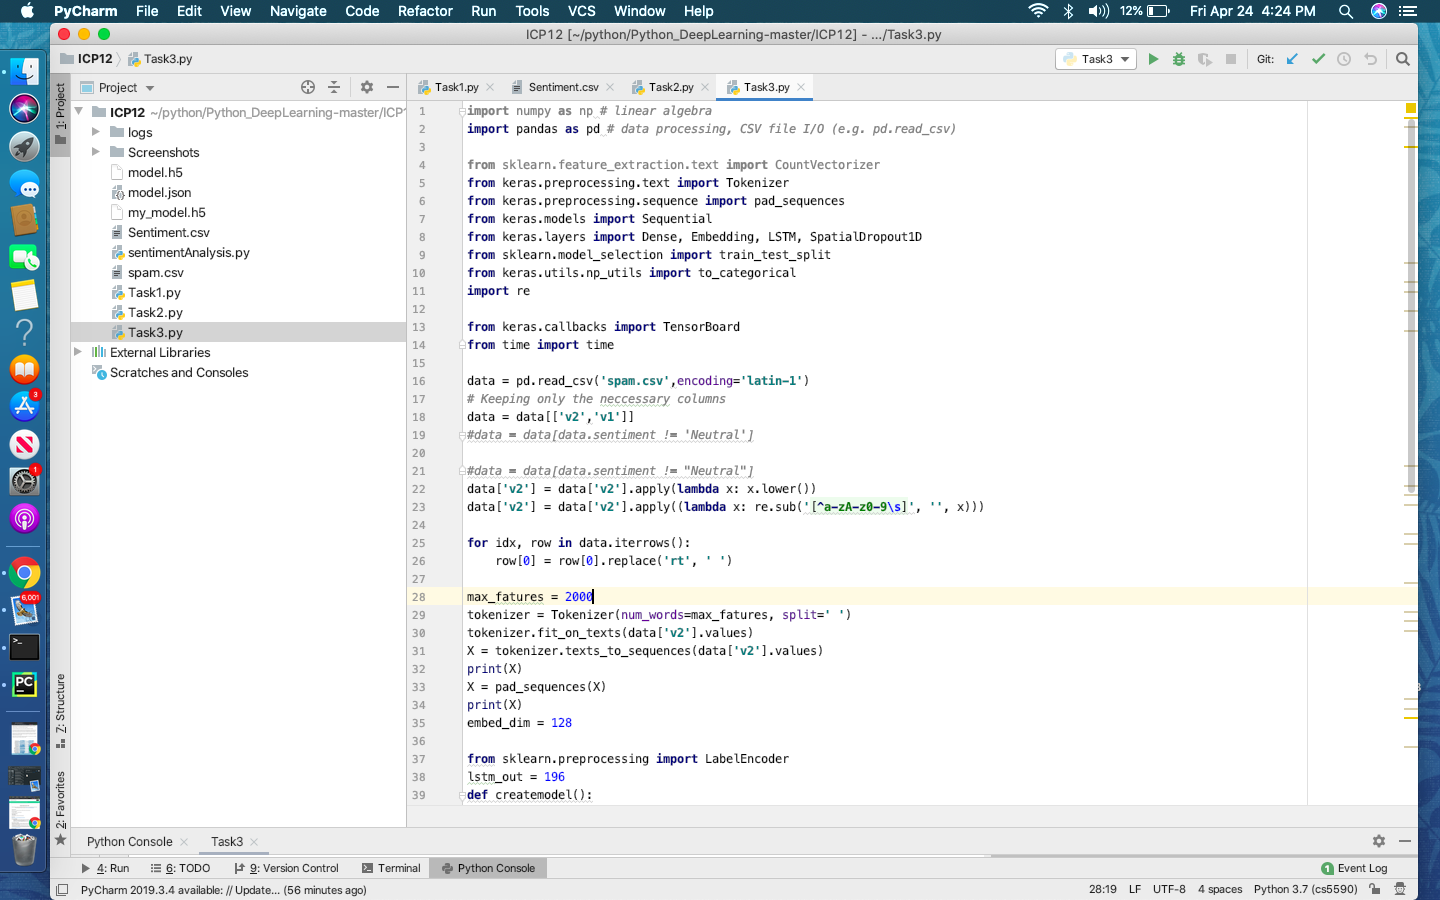 PyCharm File Edit View Navigate Code Refactor Run Tools VCS Window Help 12% Fri Apr 24 4:24 PM
ICP12 [~/python/Python_DeepLearning-master/ICP12] - .../Task3.py
ICP12 Task3.py Task3 Git:
Project Task1.py Sentiment.csv Task2.py Task3.py
1: Project
ICP12 ~/python/Python_DeepLearning-master/ICP
logs
Screenshots
model.h5
model.json
my_model.h5
Sentiment.csv
sentimentAnalysis.py
spam.csv
Task1.py
Task2.py
Task3.py
External Libraries
Scratches and Consoles
3
1
6,001
PC
Z: Structure
2: Favorites
1 import numpy as np # linear algebra
2 import pandas as pd # data processing, CSV file I/O (e.g. pd.read_csv)
3
4 from sklearn.feature_extraction.text import CountVectorizer
5 from keras.preprocessing.text import Tokenizer
6 from keras.preprocessing.sequence import pad_sequences
7 from keras.models import Sequential
8 from keras.layers import Dense, Embedding, LSTM, SpatialDropout1D
9 from sklearn.model_selection import train_test_split
10 from keras.utils.np_utils import to_categorical
11 import re
12
13 from keras.callbacks import TensorBoard
14 from time import time
15
16 data = pd.read_csv('spam.csv',encoding='latin-1')
17 # Keeping only the neccessary columns
18 data = data[['v2','v1']]
19 #data = data[data.sentiment != 'Neutral']
20
21 #data = data[data.sentiment != "Neutral"]
22 data['v2'] = data['v2'].apply(lambda x: x.lower())
23 data['v2'] = data['v2'].apply((lambda x: re.sub('[^a-zA-z0-9\s]', '', x)))
24
25 for idx, row in data.iterrows():
26 row[0] = row[0].replace('rt', ' ')
27
28 max_fatures = 2000
29 tokenizer = Tokenizer(num_words=max_fatures, split=' ')
30 tokenizer.fit_on_texts(data['v2'].values)
31 X = tokenizer.texts_to_sequences(data['v2'].values)
32 print(X)
33 X = pad_sequences(X)
34 print(X)
35 embed_dim = 128
36
37 from sklearn.preprocessing import LabelEncoder
38 lstm_out = 196
39 def createmodel():
Python Console Task3
4: Run 6: TODO 9: Version Control Terminal Python Console 1 Event Log
PyCharm 2019.3.4 available: // Update... (56 minutes ago) 28:19 LF UTF-8 4 spaces Python 3.7 (cs5590)